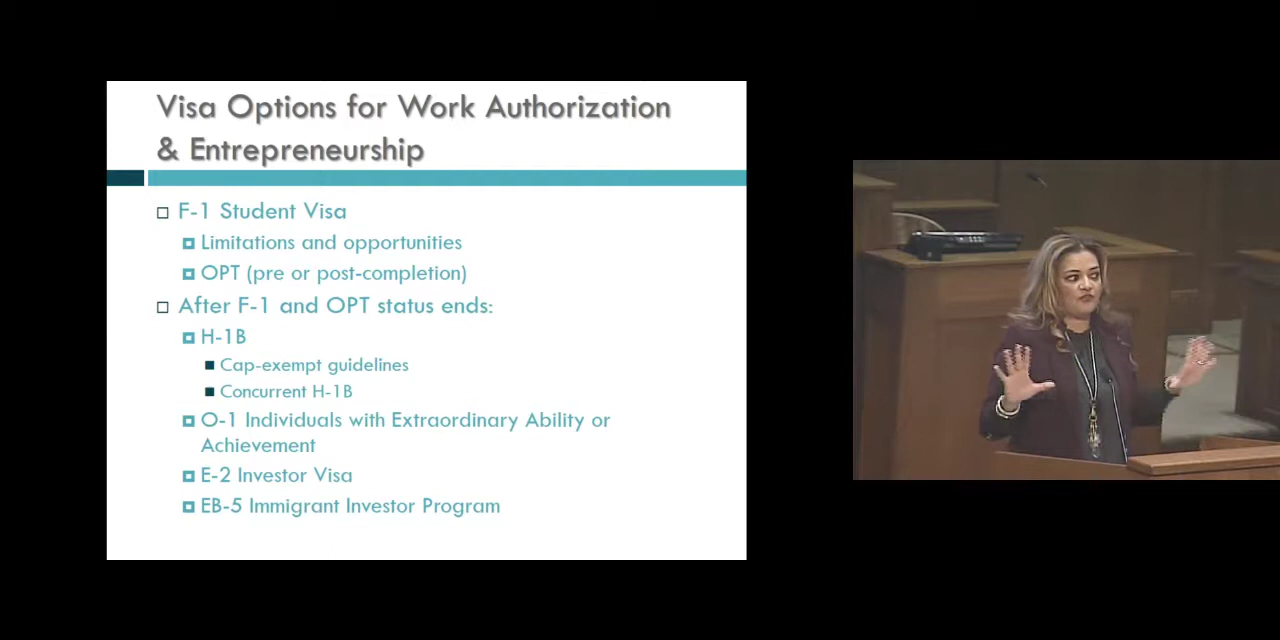 Visa Options for Work Authorization
& Entrepreneurship
F-1 Student Visa
Limitations and opportunities
OPT (pre or post-completion)
After F-1 and OPT status ends:
H-1B
Cap-exempt guidelines
Concurrent H-1B
O-1 Individuals with Extraordinary Ability or
Achievement
E-2 Investor Visa
EB-5 Immigrant Investor Program